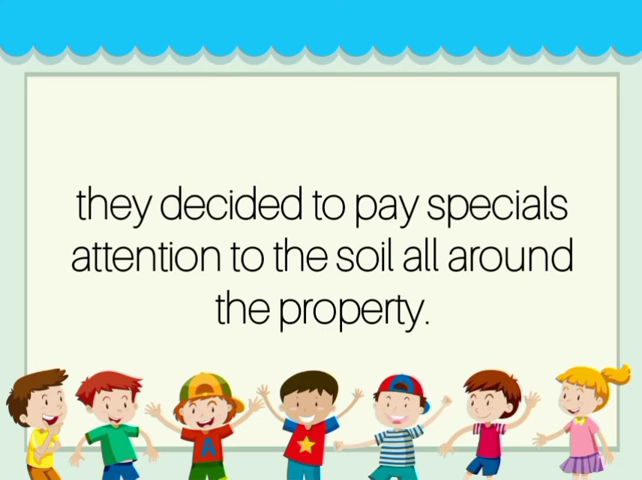 they decided to pay specials
attention to the soil all around
the property.
A